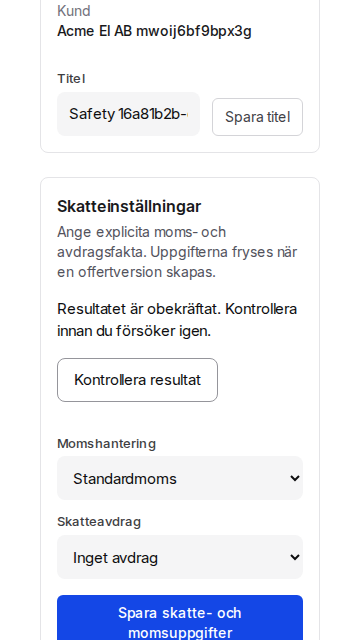 Kund
Acme El AB mwoij6bf9bpx3g
Titel
Safety 16a81b2b-
Spara titel
Skatteinställningar
Ange explicita moms- och
avdragsfakta. Uppgifterna fryses när
en offertversion skapas.
Resultatet är obekräftat. Kontrollera
innan du försöker igen.
Kontrollera resultat
Momshantering
Standardmoms
Skatteavdrag
Inget avdrag
Spara skatte- och
momsuppgifter